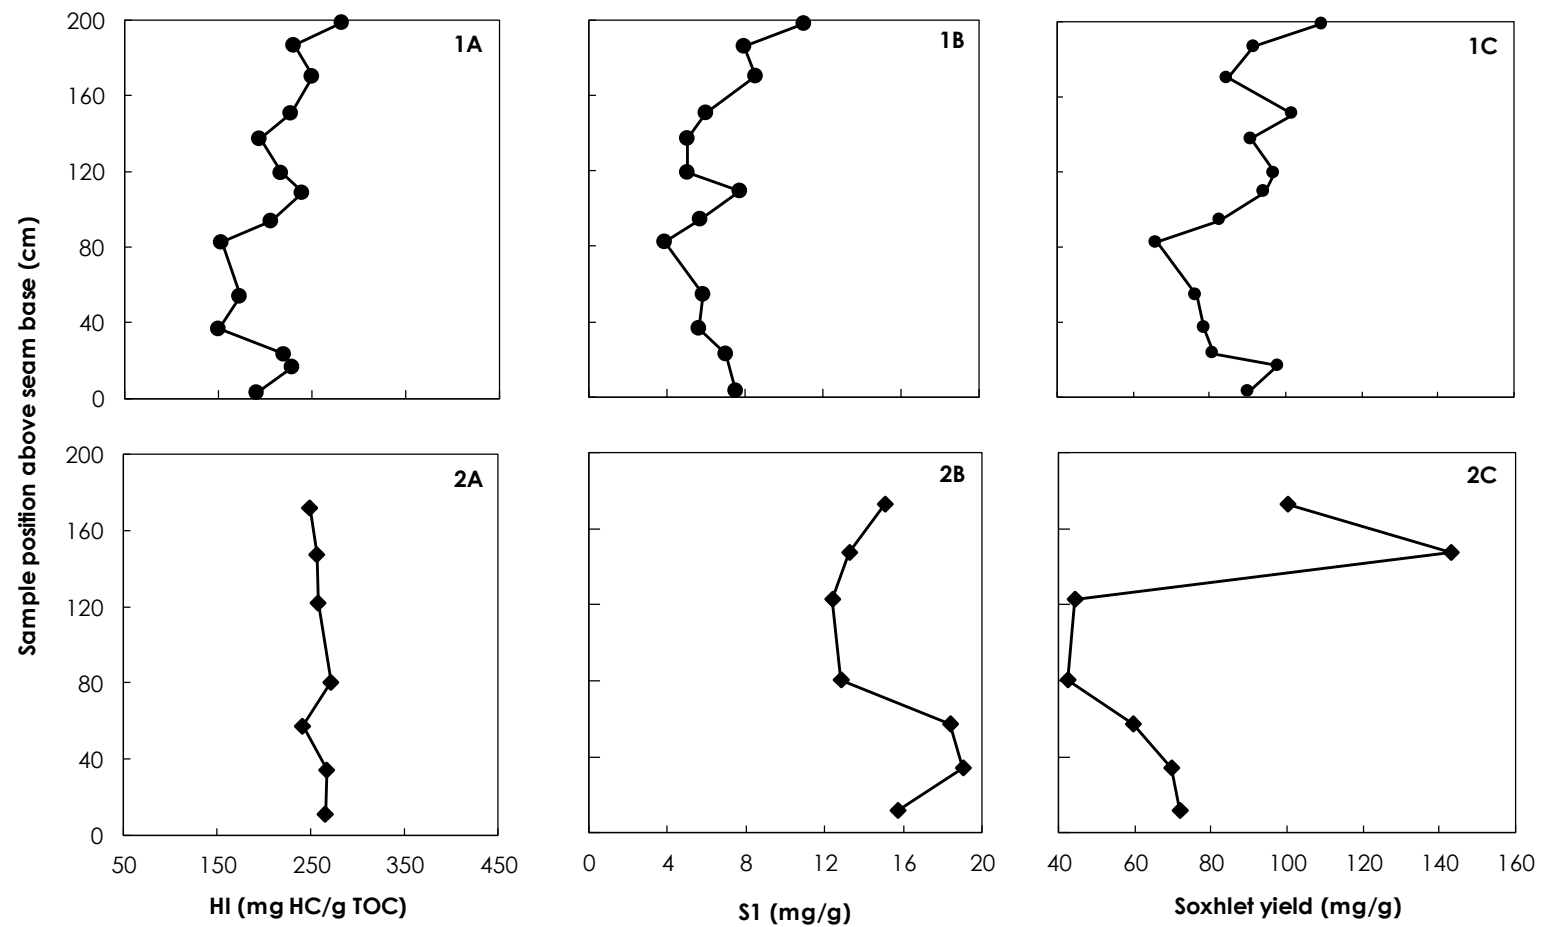 Sample position above seam base (cm)
200
160
120
80
40
0
1A
1B
1C
200
160
120
80
40
0
2A
2B
2C
50 150 250 350 450
0 4 8 12 16 20
40 60 80 100 120 140 160
HI (mg HC/g TOC)
S1 (mg/g)
Soxhlet yield (mg/g)